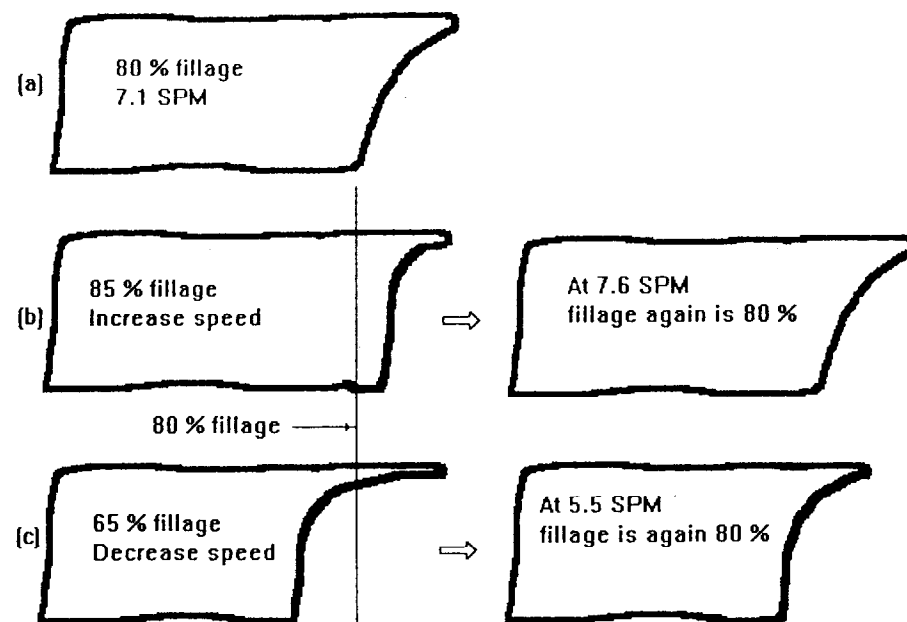 (a)
80 % fillage
7.1 SPM
(b)
85 % fillage
Increase speed
At 7.6 SPM
fillage again is 80 %
80 % fillage
(c)
65 % fillage
Decrease speed
At 5.5 SPM
fillage is again 80 %